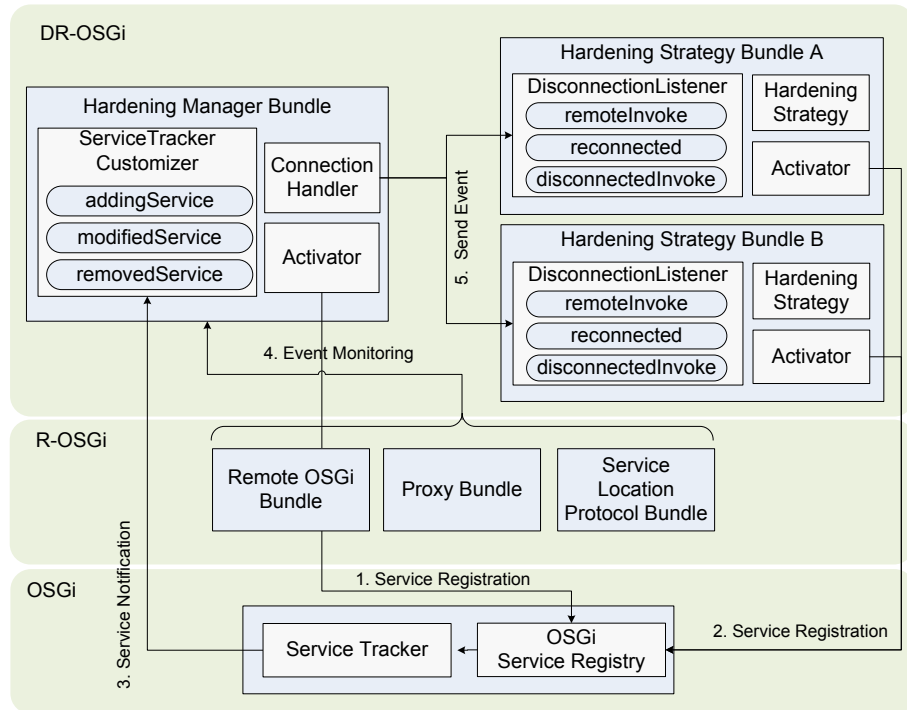 DR-OSGi
Hardening Manager Bundle
ServiceTracker
Customizer
addingService
modifiedService
removedService
Connection
Handler
Activator
Hardening Strategy Bundle A
DisconnectionListener
remoteInvoke
reconnected
disconnectedInvoke
Hardening
Strategy
Activator
5. Send Event
Hardening Strategy Bundle B
DisconnectionListener
remoteInvoke
reconnected
disconnectedInvoke
Hardening
Strategy
Activator
4. Event Monitoring
R-OSGi
Remote OSGi
Bundle
Proxy Bundle
Service
Location
Protocol Bundle
3. Service Notification
OSGi
1. Service Registration
2. Service Registration
Service Tracker
OSGi
Service Registry